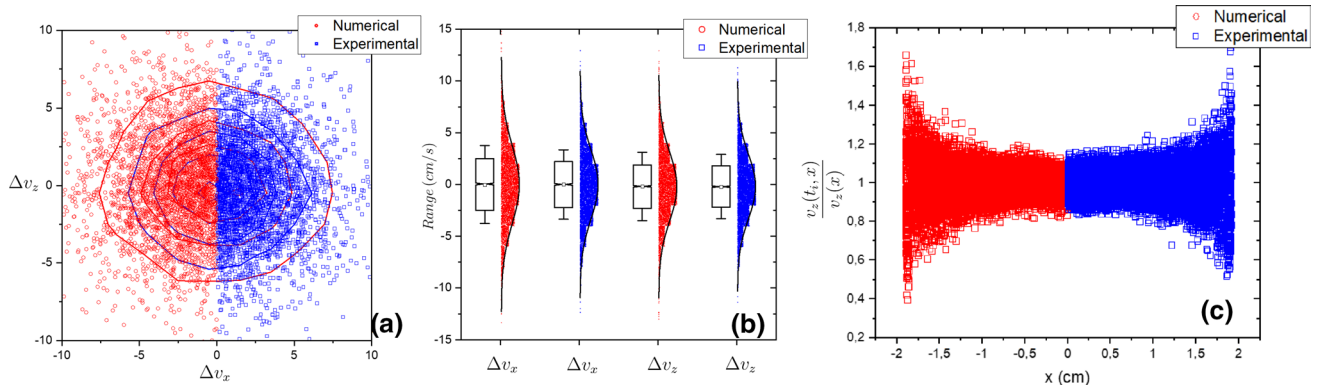 Numerical
Experimental
10
5
0
-5
-10
Δv_z
-10 -5 0 5 10
Δv_x
(a)
Numerical
Experimental
15
10
5
0
-5
-10
-15
Range (cm/s)
Δv_x Δv_x Δv_z Δv_z
(b)
Numerical
Experimental
1,8
1,6
1,4
1,2
1,0
0,8
0,6
0,4
0,2
v_z(t_i, x)
v_z(x)
-2 -1,5 -1 -0,5 0 0,5 1 1,5 2
x (cm)
(c)